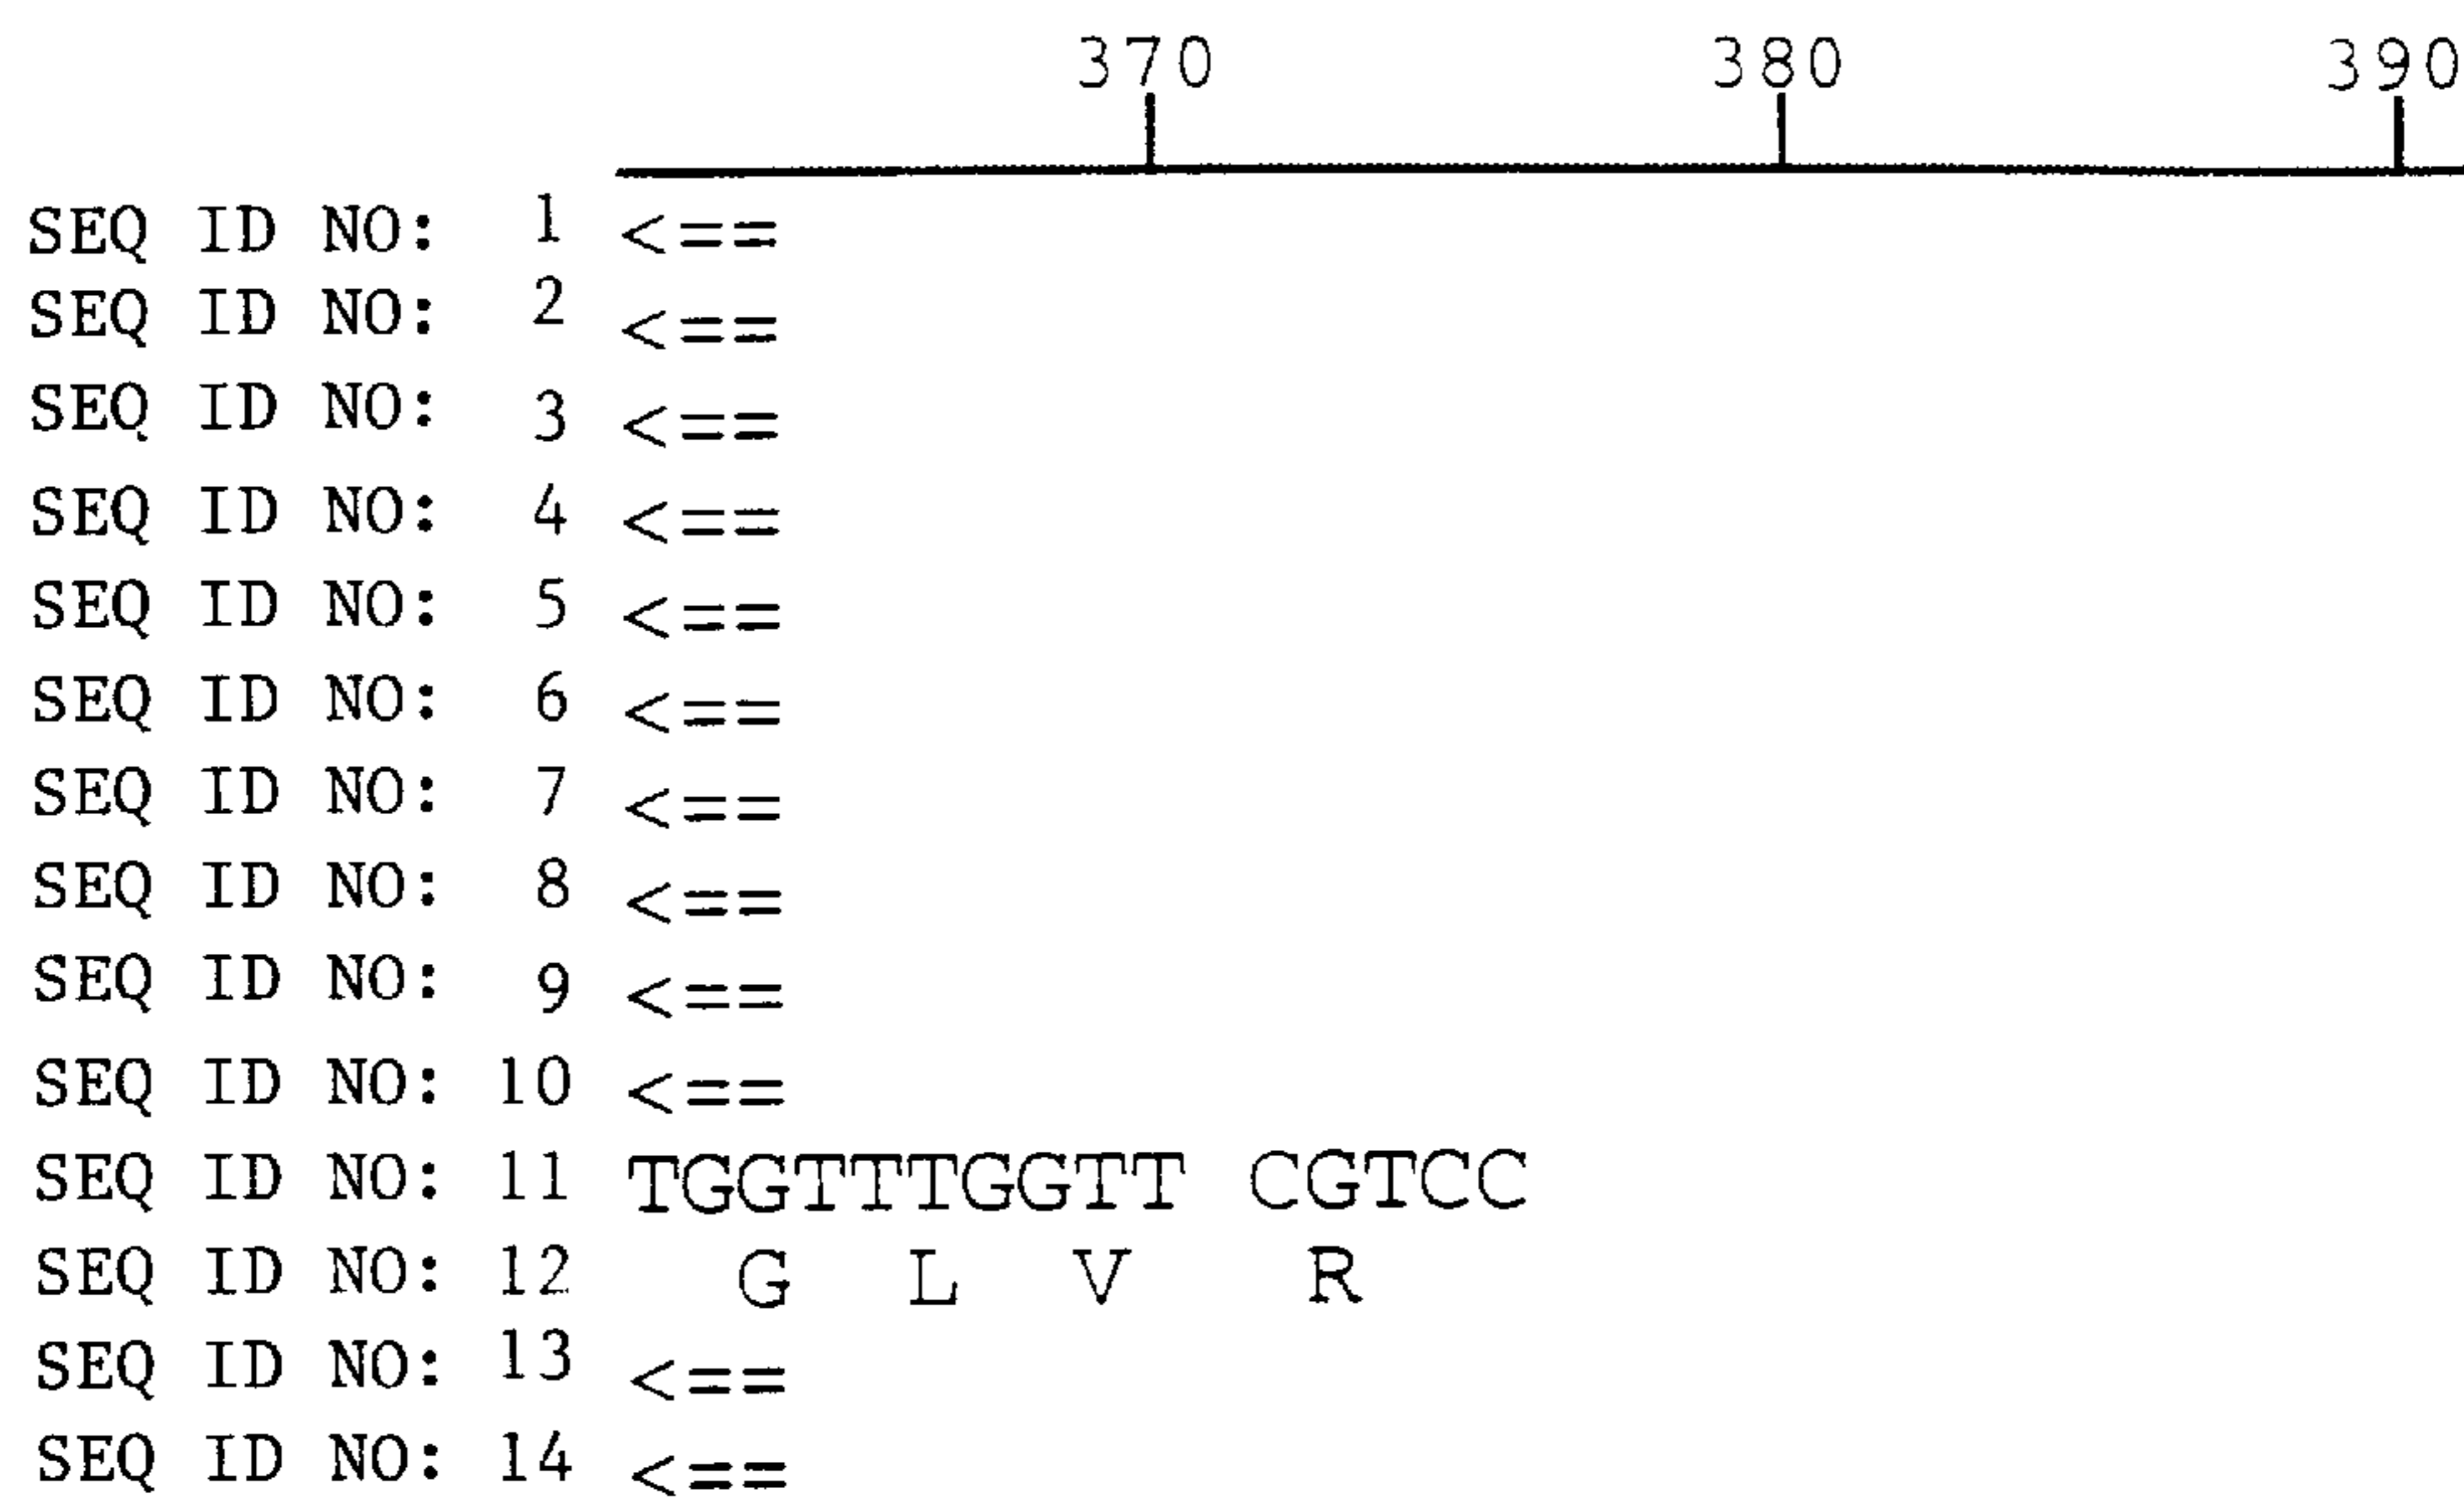 370 380 390
SEQ ID NO: 1 <==
SEQ ID NO: 2 <==
SEQ ID NO: 3 <==
SEQ ID NO: 4 <==
SEQ ID NO: 5 <==
SEQ ID NO: 6 <==
SEQ ID NO: 7 <==
SEQ ID NO: 8 <==
SEQ ID NO: 9 <==
SEQ ID NO: 10 <==
SEQ ID NO: 11 TGGTTTGGTT CGTCC
SEQ ID NO: 12 G L V R
SEQ ID NO: 13 <==
SEQ ID NO: 14 <==